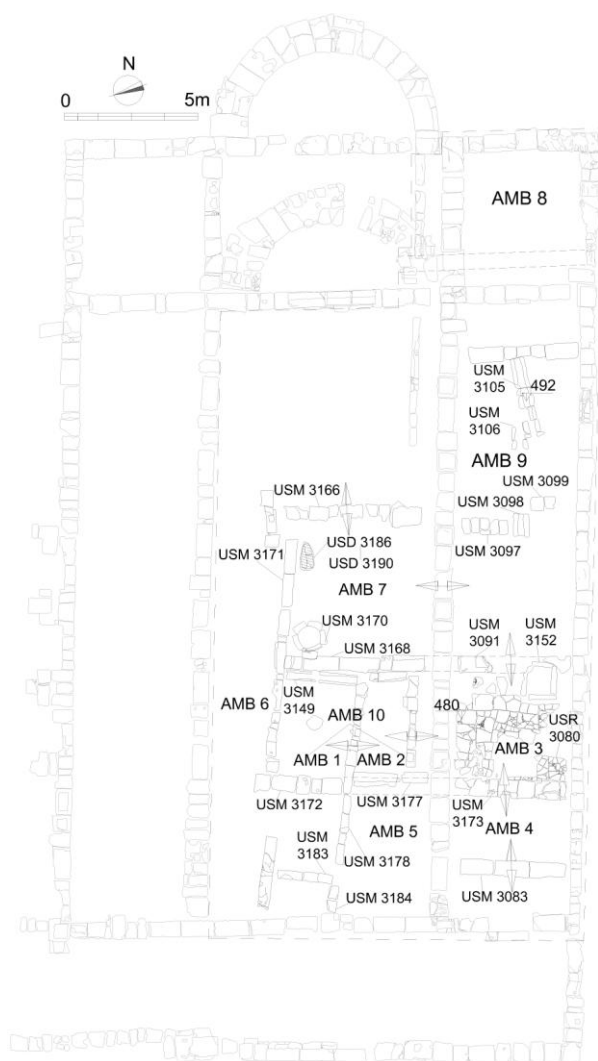 N
0 5m
AMB 8
USM
3105
492
USM
3106
AMB 9
USM 3099
USM 3098
USM 3097
USM 3166
USD 3186
USM 3171
USD 3190
AMB 7
USM 3170
USM 3168
USM
3091
USM
3152
AMB 6
USM
3149
480
AMB 10
USR
3080
AMB 3
AMB 1
AMB 2
USM 3172
USM 3177
USM
3173
AMB 4
AMB 5
USM
3183
USM 3178
USM 3184
USM 3083